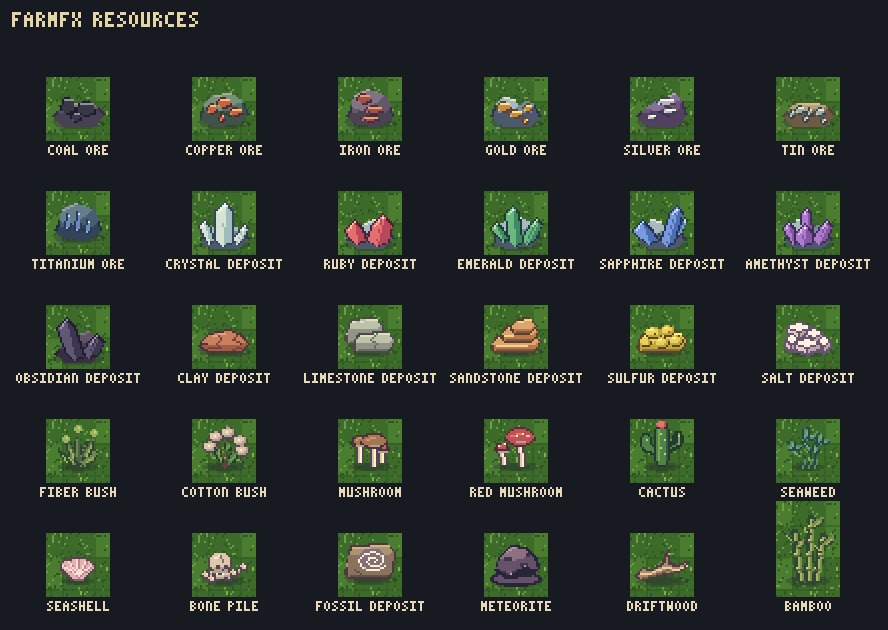 FARMFX RESOURCES
COAL ORE COPPER ORE IRON ORE GOLD ORE SILVER ORE TIN ORE
TITANIUM ORE CRYSTAL DEPOSIT RUBY DEPOSIT EMERALD DEPOSIT SAPPHIRE DEPOSIT AMETHYST DEPOSIT
OBSIDIAN DEPOSIT CLAY DEPOSIT LIMESTONE DEPOSIT SANDSTONE DEPOSIT SULFUR DEPOSIT SALT DEPOSIT
FIBER BUSH COTTON BUSH MUSHROOM RED MUSHROOM CACTUS SEAWEED
SEASHELL BONE PILE FOSSIL DEPOSIT METEORITE DRIFTWOOD BAMBOO